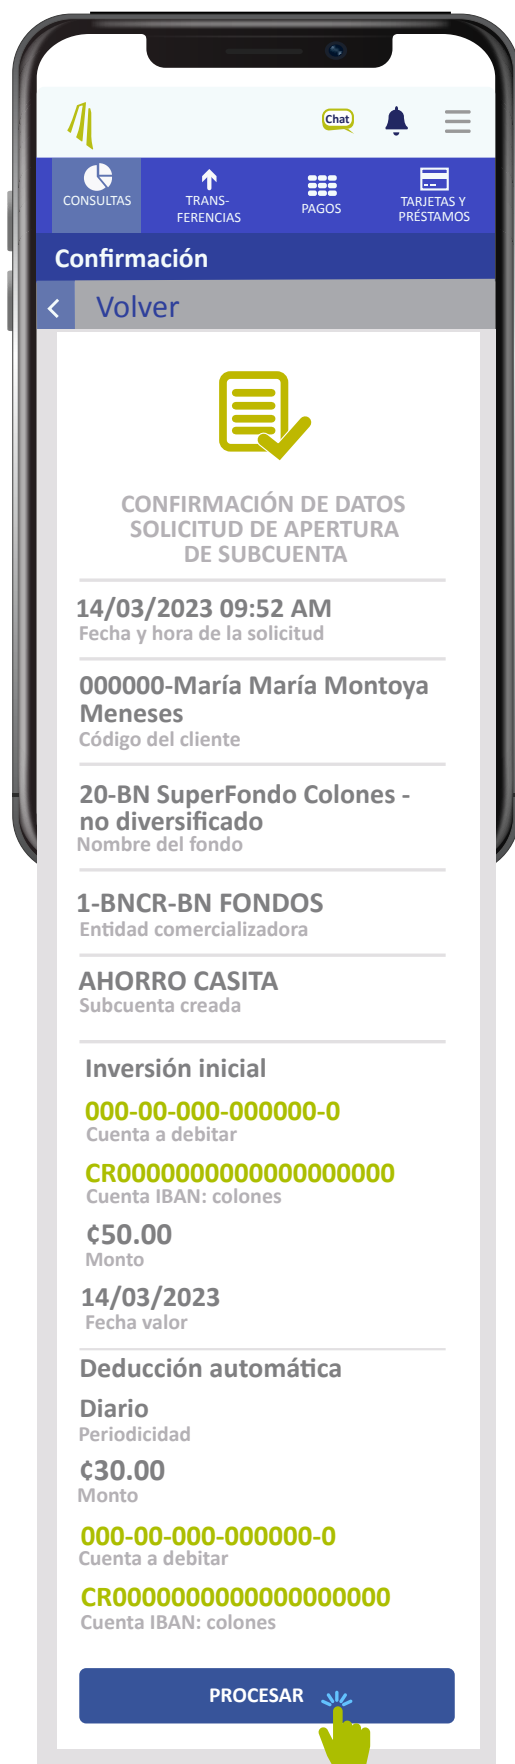 Chat
CONSULTAS
TRANS-
FERENCIAS
PAGOS
TARJETAS Y
PRÉSTAMOS
Confirmación
Volver
CONFIRMACIÓN DE DATOS
SOLICITUD DE APERTURA
DE SUBCUENTA
14/03/2023 09:52 AM
Fecha y hora de la solicitud
000000-María María Montoya
Meneses
Código del cliente
20-BN SuperFondo Colones -
no diversificado
Nombre del fondo
1-BNCR-BN FONDOS
Entidad comercializadora
AHORRO CASITA
Subcuenta creada
Inversión inicial
000-00-000-000000-0
Cuenta a debitar
CR00000000000000000000
Cuenta IBAN: colones
¢50.00
Monto
14/03/2023
Fecha valor
Deducción automática
Diario
Periodicidad
¢30.00
Monto
000-00-000-000000-0
Cuenta a debitar
CR00000000000000000000
Cuenta IBAN: colones
PROCESAR